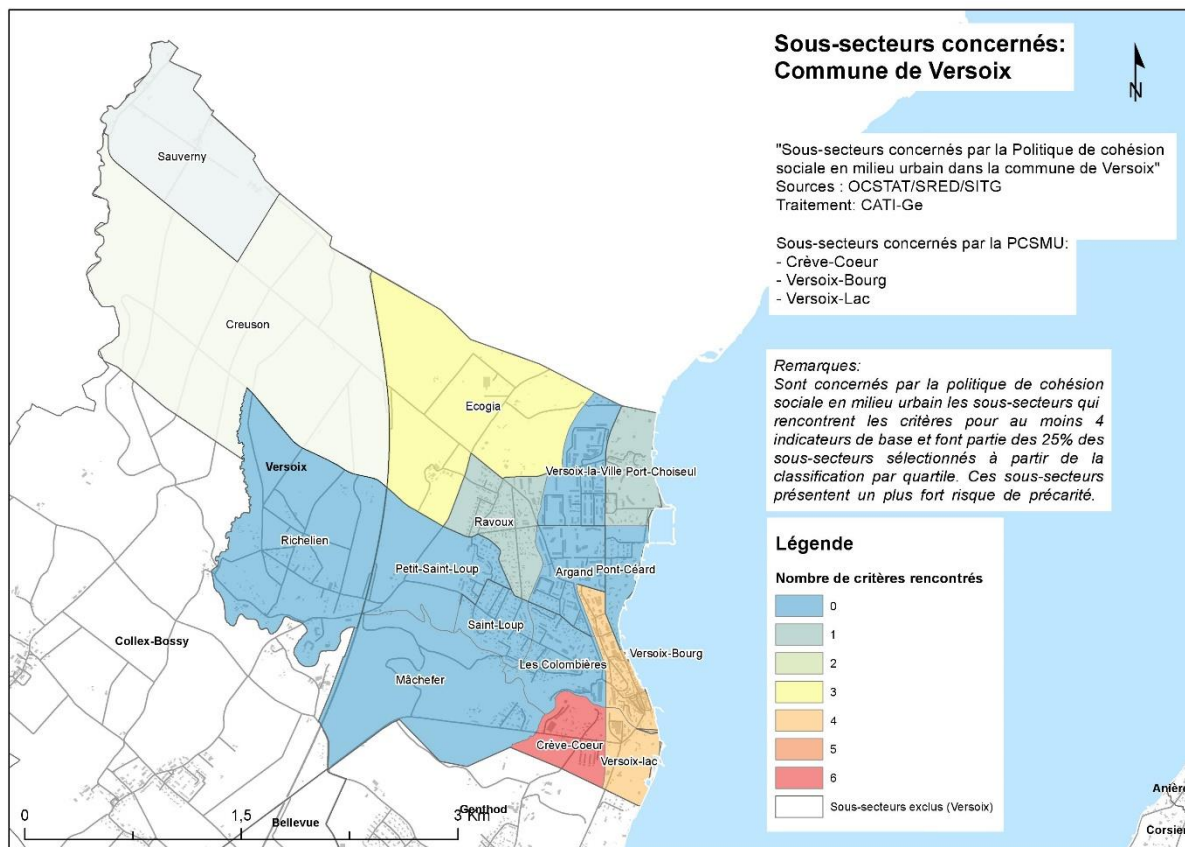 Sous-secteurs concernés:
Commune de Versoix
N
"Sous-secteurs concernés par la Politique de cohésion
sociale en milieu urbain dans la commune de Versoix"
Sources : OCSTAT/SRED/SITG
Traitement: CATI-Ge
Sous-secteurs concernés par la PCSMU:
- Crève-Coeur
- Versoix-Bourg
- Versoix-Lac
Remarques:
Sont concernés par la politique de cohésion
sociale en milieu urbain les sous-secteurs qui
rencontrent les critères pour au moins 4
indicateurs de base et font partie des 25% des
sous-secteurs sélectionnés à partir de la
classification par quartile. Ces sous-secteurs
présentent un plus fort risque de précarité.
Légende
Nombre de critères rencontrés
0
1
2
3
4
5
6
Sous-secteurs exclus (Versoix)
Sauverny
Creuson
Ecogia
Versoix
Versoix-la-Ville
Port-Choiseul
Ravoux
Richelien
Petit-Saint-Loup
Argand
Pont-Céard
Saint-Loup
Collex-Bossy
Versoix-Bourg
Les Colombières
Mâchefer
Crève-Coeur
Versoix-lac
Genthod
Bellevue
Anière
Corsier
0
1,5
3 Km